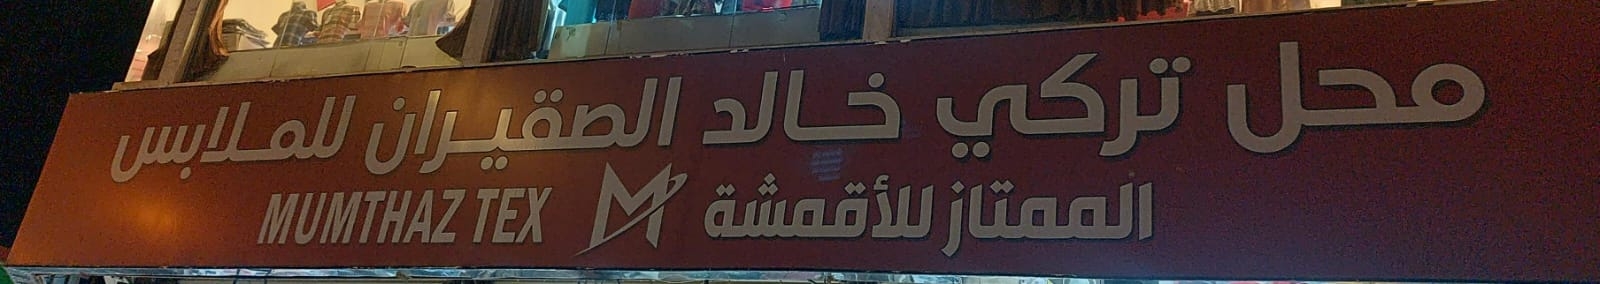 محل تركي خالد الصقيران للملابس
الممتاز للأقمشة M MUMTHAZ TEX